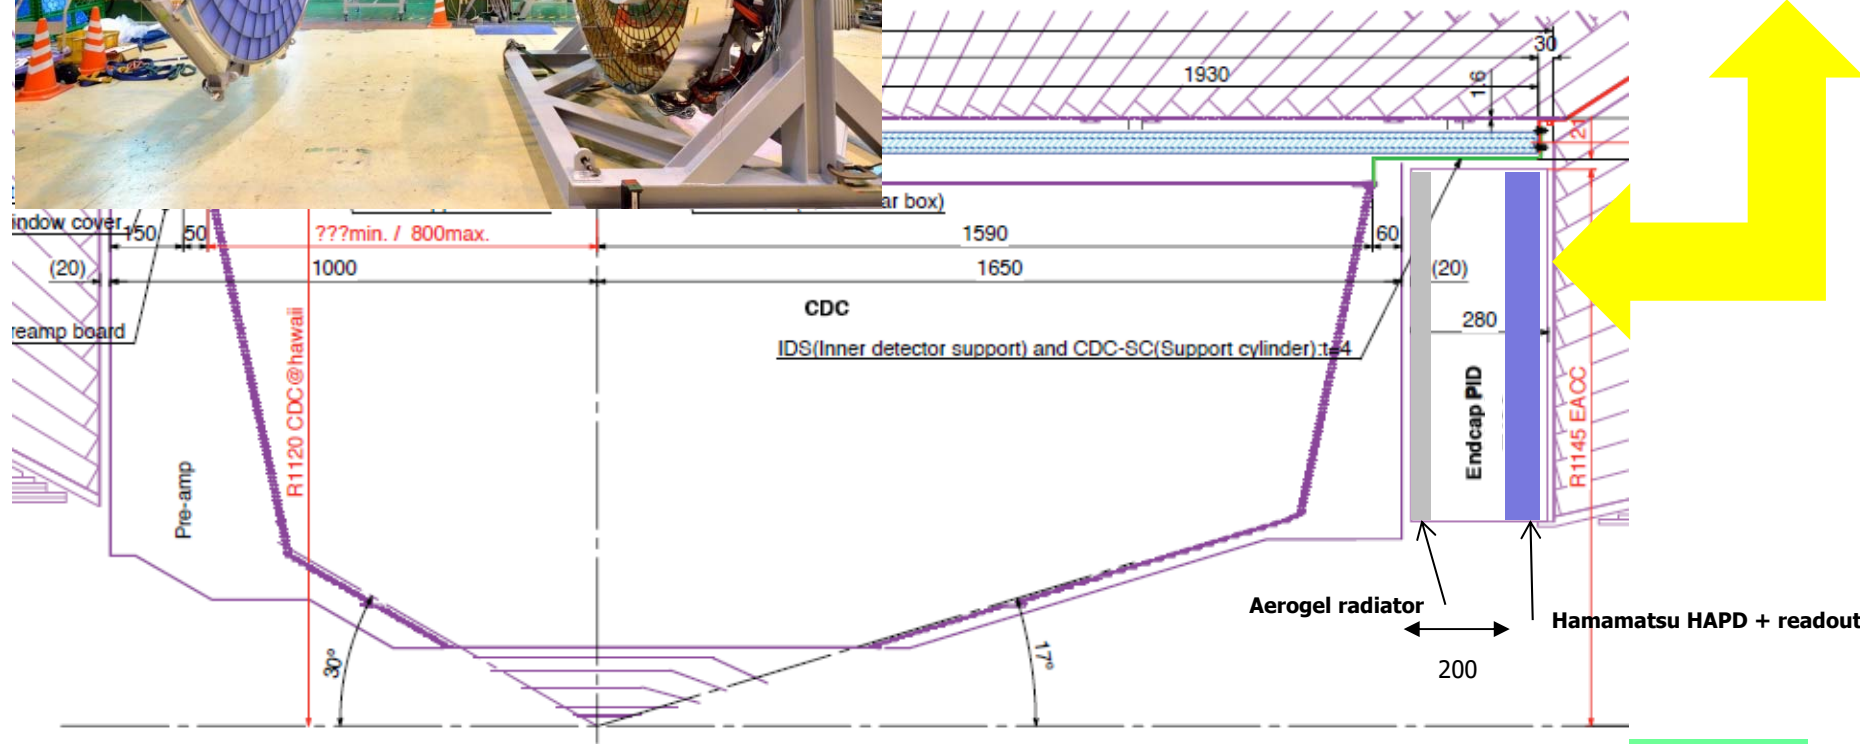 30
1930
1.6
21
ar box)
indow cover
150
50
???min. / 800max.
1590
60
(20)
1000
1650
(20)
CDC
reamp board
280
IDS(Inner detector support) and CDC-SC(Support cylinder):t=4
R1120 CDC@hawaii
Endcap PID
R1145 EACC
Pre-amp
Aerogel radiator
Hamamatsu HAPD + readout
30°
17°
200